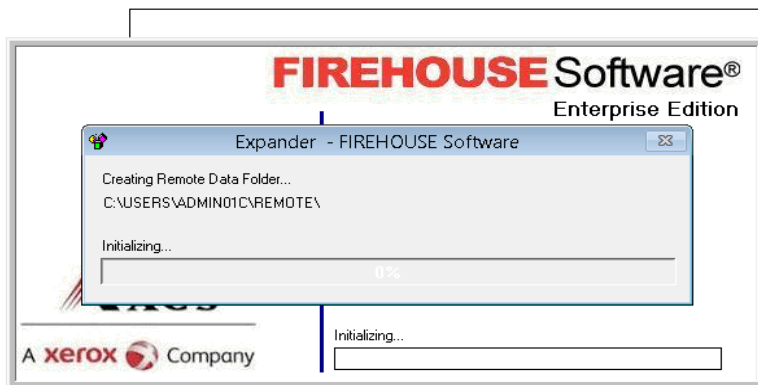 FIREHOUSE Software®
Enterprise Edition
Expander - FIREHOUSE Software
Creating Remote Data Folder...
C:\USERS\ADMIN01C\REMOTE\
Initializing...
0%
A xerox Company
Initializing...